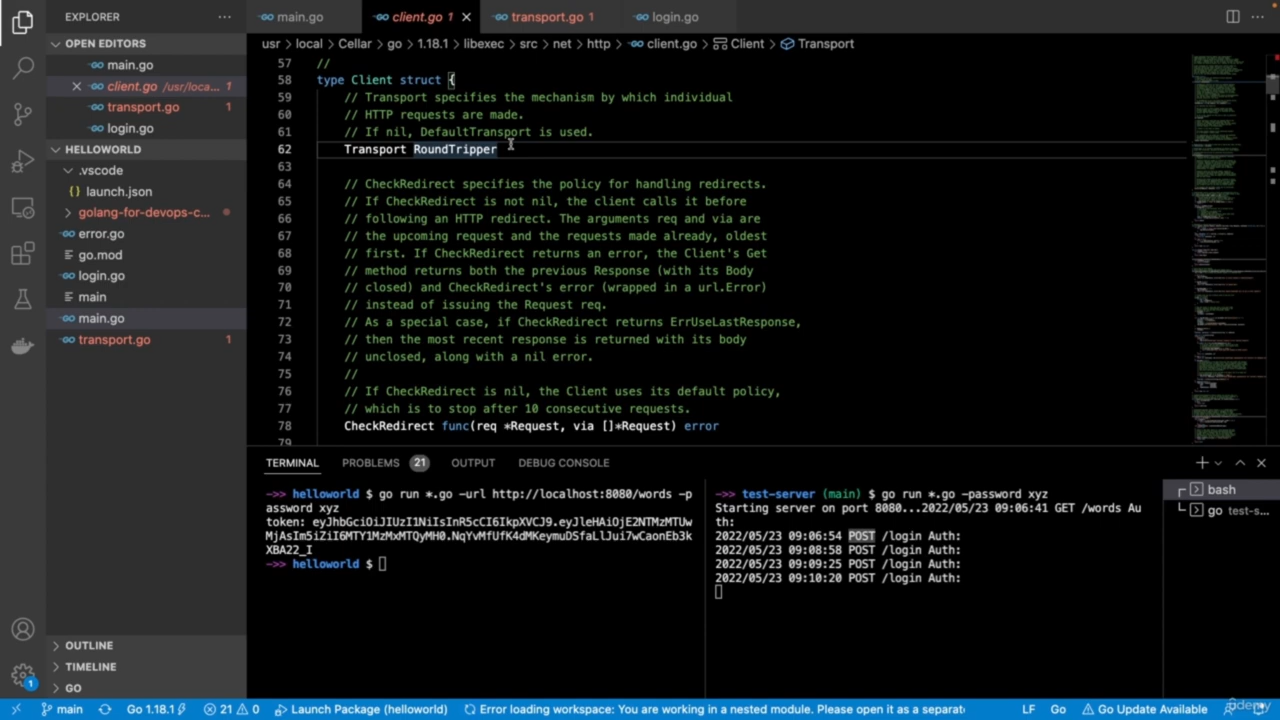 EXPLORER
OPEN EDITORS
main.go
client.go /usr/loca... 1
transport.go 1
login.go
HELLOWORLD
.vscode
launch.json
golang-for-devops-c...
error.go
go.mod
login.go
main
main.go
transport.go 1
OUTLINE
TIMELINE
GO
main.go client.go 1 transport.go 1 login.go
usr > local > Cellar > go > 1.18.1 > libexec > src > net > http > client.go > Client > Transport
57 //
58 type Client struct {
59 // Transport specifies the mechanism by which individual
60 // HTTP requests are made.
61 // If nil, DefaultTransport is used.
62 Transport RoundTripper
63
64 // CheckRedirect specifies the policy for handling redirects.
65 // If CheckRedirect is not nil, the client calls it before
66 // following an HTTP redirect. The arguments req and via are
67 // the upcoming request and the requests made already, oldest
68 // first. If CheckRedirect returns an error, the Client's Get
69 // method returns both the previous Response (with its Body
70 // closed) and CheckRedirect's error (wrapped in a url.Error)
71 // instead of issuing the Request req.
72 // As a special case, if CheckRedirect returns ErrUseLastResponse,
73 // then the most recent response is returned with its body
74 // unclosed, along with a nil error.
75 //
76 // If CheckRedirect is nil, the Client uses its default policy,
77 // which is to stop after 10 consecutive requests.
78 CheckRedirect func(req *Request, via []*Request) error
79
TERMINAL PROBLEMS 21 OUTPUT DEBUG CONSOLE
->> helloworld $ go run *.go -url http://localhost:8080/words -p
assword xyz
token: eyJhbGciOiJIUzI1NiIsInR5cCI6IkpXVCJ9.eyJleHAiOjE2NTMzMTUw
MjAsIm5iZiI6MTY1MzMxMTQyMH0.NqYvMfUfK4dMKeymuDSfaLlJui7wCaonEb3k
XBA22_I
->> helloworld $
->> test-server (main) $ go run *.go -password xyz
Starting server on port 8080...2022/05/23 09:06:41 GET /words Au
th:
2022/05/23 09:06:54 POST /login Auth:
2022/05/23 09:08:58 POST /login Auth:
2022/05/23 09:09:25 POST /login Auth:
2022/05/23 09:10:20 POST /login Auth:
bash
go test-s...
1
main Go 1.18.1 21 0 Launch Package (helloworld) Error loading workspace: You are working in a nested module. Please open it as a separat LF Go Go Update Available
udemy